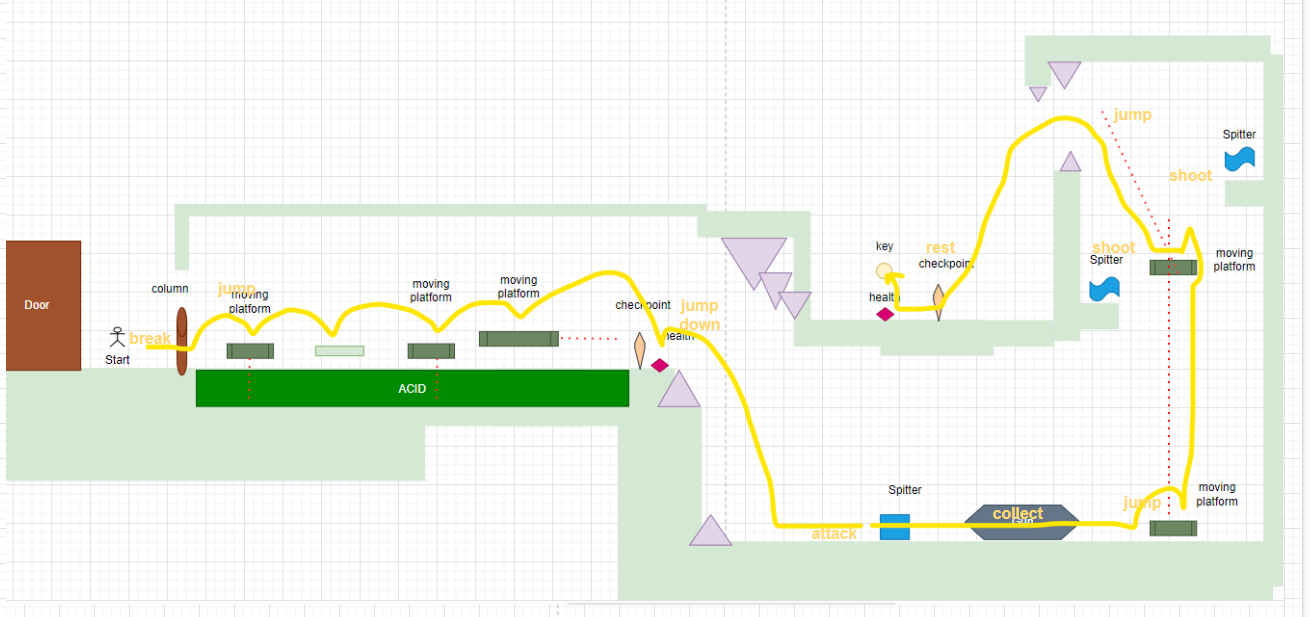 Door
Start
break
column
jump
moving
platform
moving
platform
moving
platform
ACID
checkpoint
health
jump
down
attack
Spitter
collect
Gun
jump
moving
platform
moving
platform
shoot
Spitter
shoot
Spitter
jump
rest
checkpoint
key
health